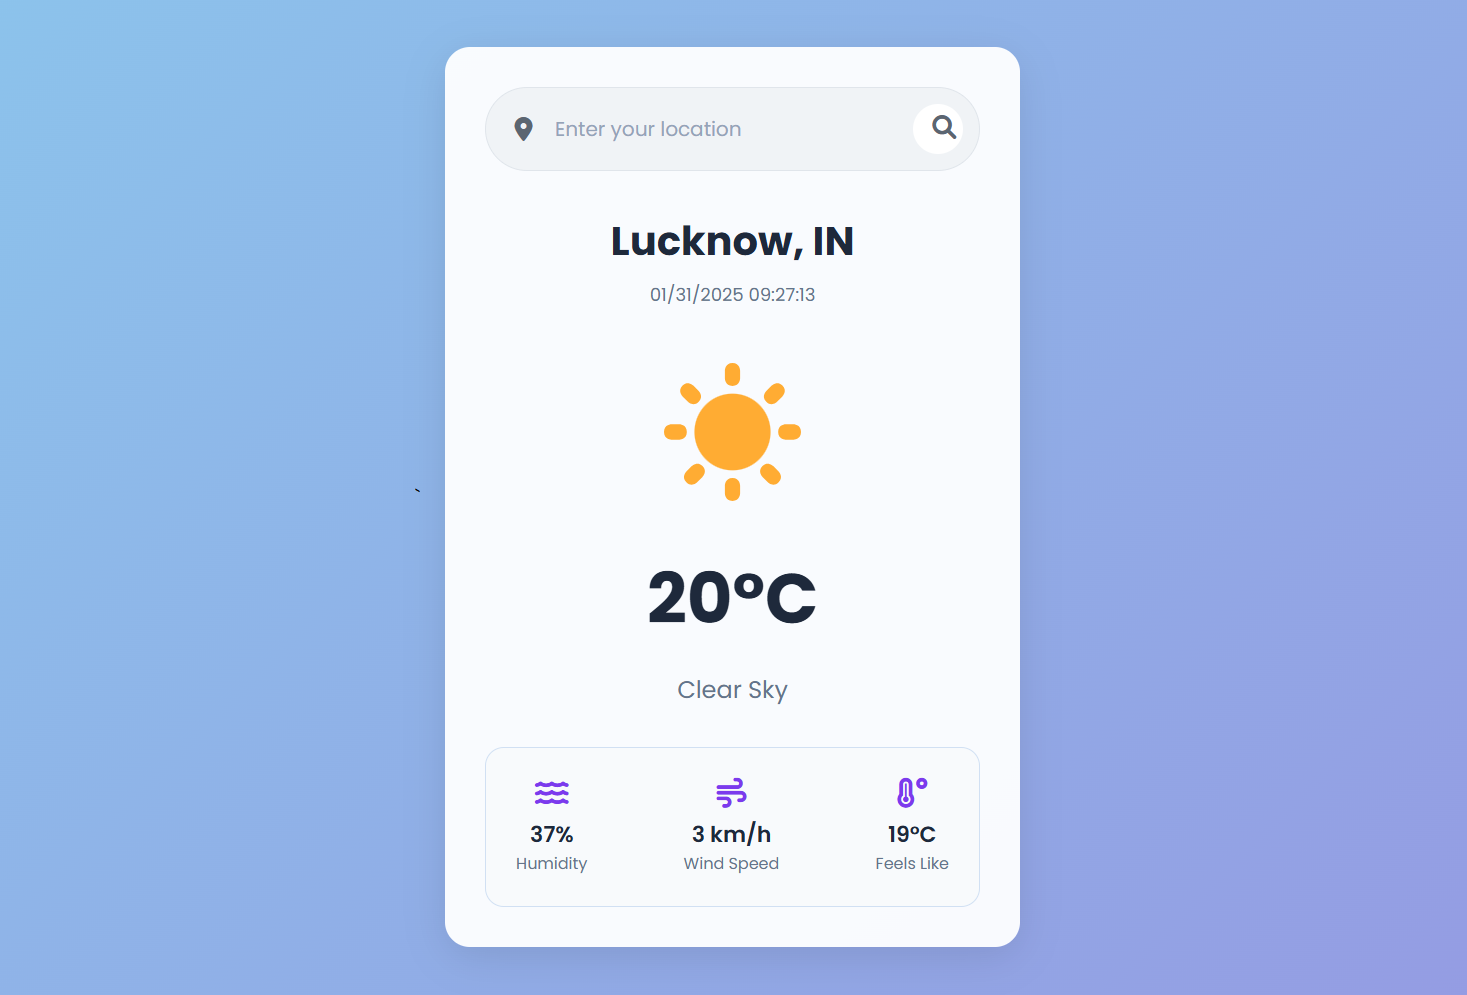 Enter your location
Lucknow, IN
01/31/2025 09:27:13
20°C
Clear Sky
37%
Humidity
3 km/h
Wind Speed
19°C
Feels Like